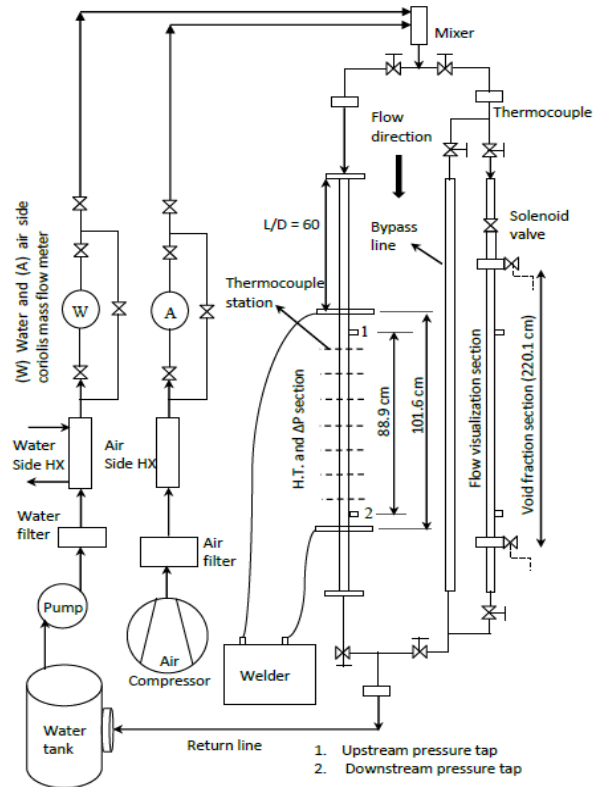 Mixer
Thermocouple
Flow
direction
L/D = 60
Bypass
line
Solenoid
valve
Thermocouple
station
(W) Water and (A) air side
coriolis mass flow meter
W
A
1
H.T. and ΔP section
88.9 cm
101.6 cm
Flow visualization section
Void fraction section (220.1 cm)
Water
Side HX
Air
Side HX
2
Water
filter
Air
filter
Pump
Air
Compressor
Welder
Water
tank
Return line
1. Upstream pressure tap
2. Downstream pressure tap